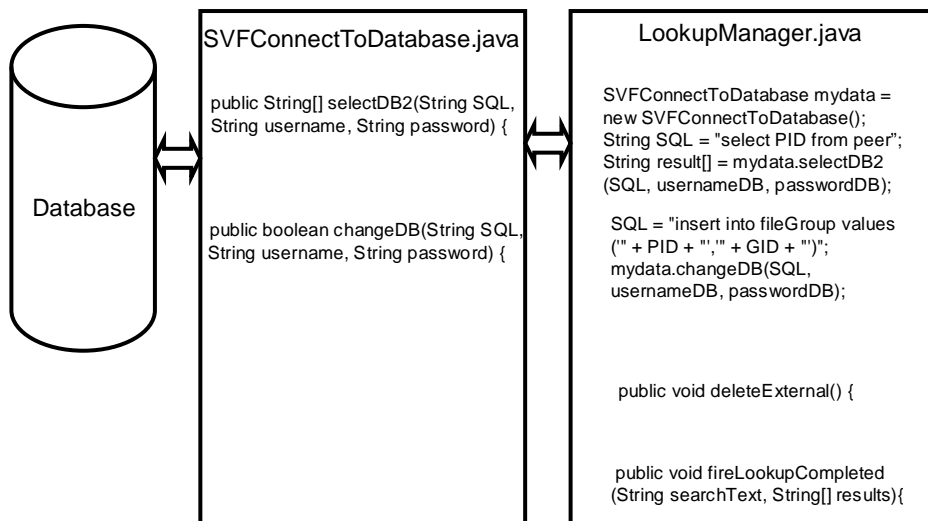 Database
SVFConnectToDatabase.java
public String[] selectDB2(String SQL,
String username, String password) {
public boolean changeDB(String SQL,
String username, String password) {
LookupManager.java
SVFConnectToDatabase mydata =
new SVFConnectToDatabase();
String SQL = "select PID from peer”;
String result[] = mydata.selectDB2
(SQL, usernameDB, passwordDB);
SQL = "insert into fileGroup values
('" + PID + "','" + GID + "')";
mydata.changeDB(SQL,
usernameDB, passwordDB);
public void deleteExternal() {
public void fireLookupCompleted
(String searchText, String[] results){